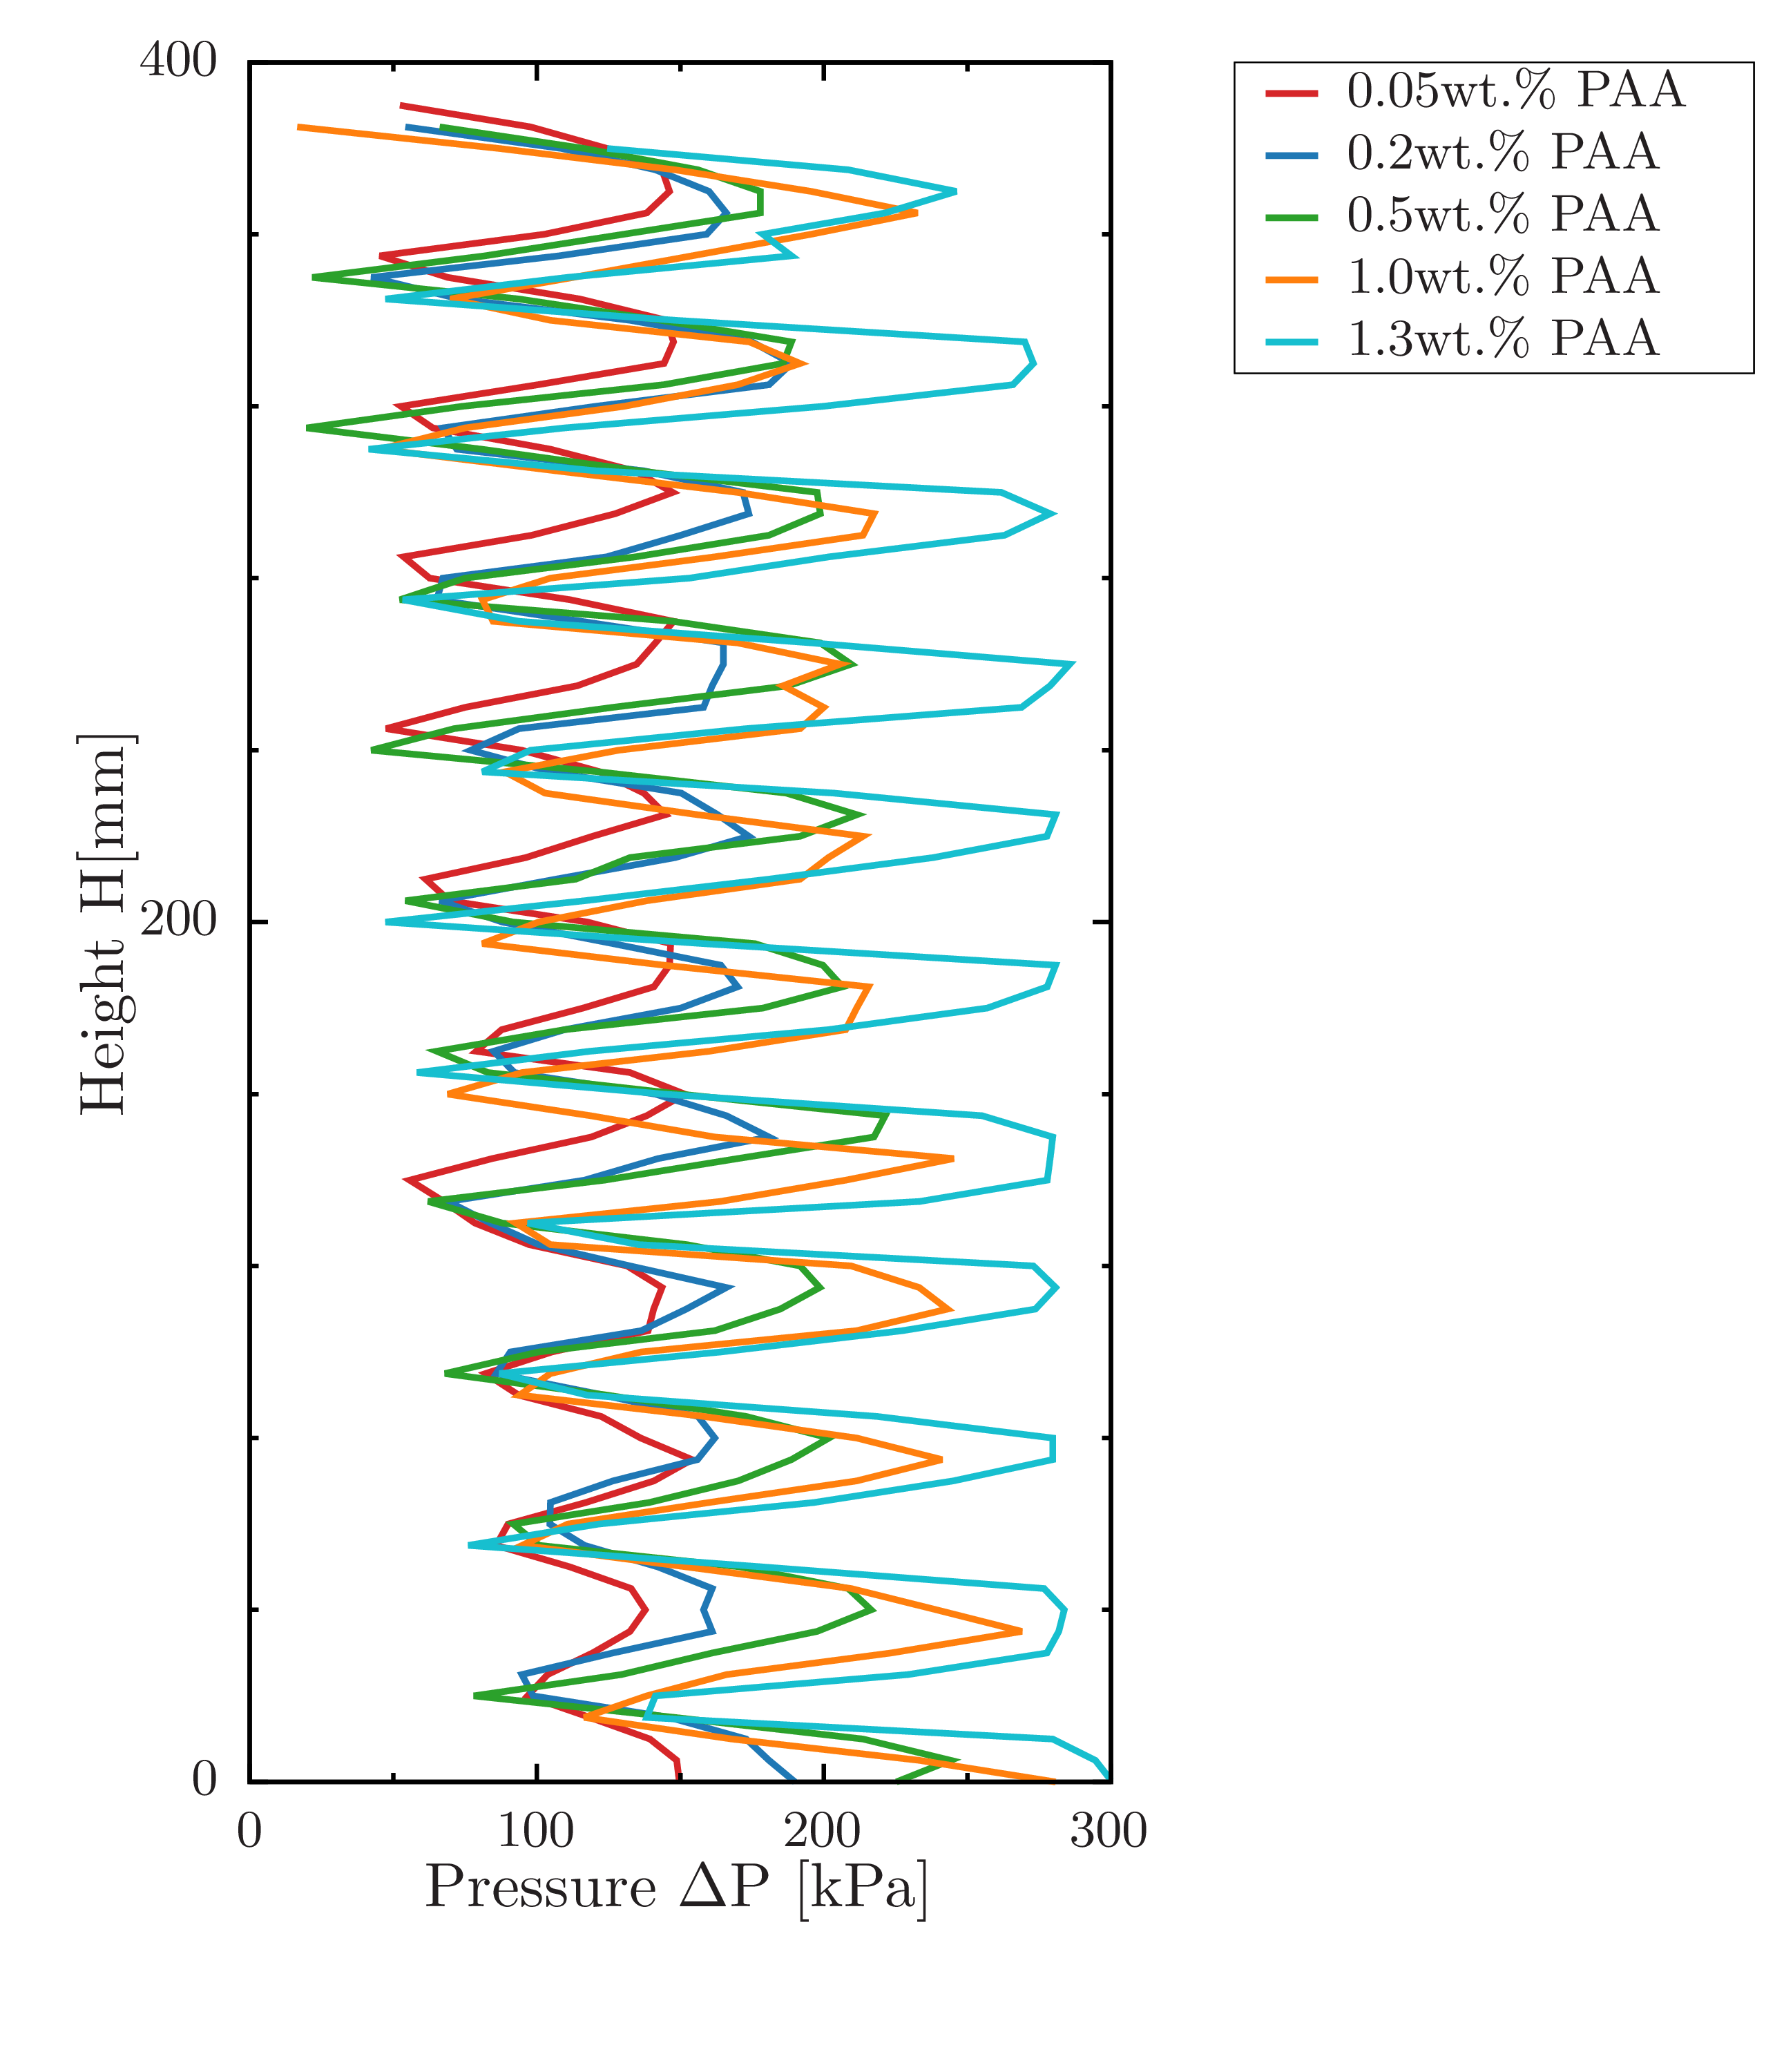 400
200
0
0 100 200 300
Height H[mm]
Pressure ΔP [kPa]
0.05wt.% PAA
0.2wt.% PAA
0.5wt.% PAA
1.0wt.% PAA
1.3wt.% PAA